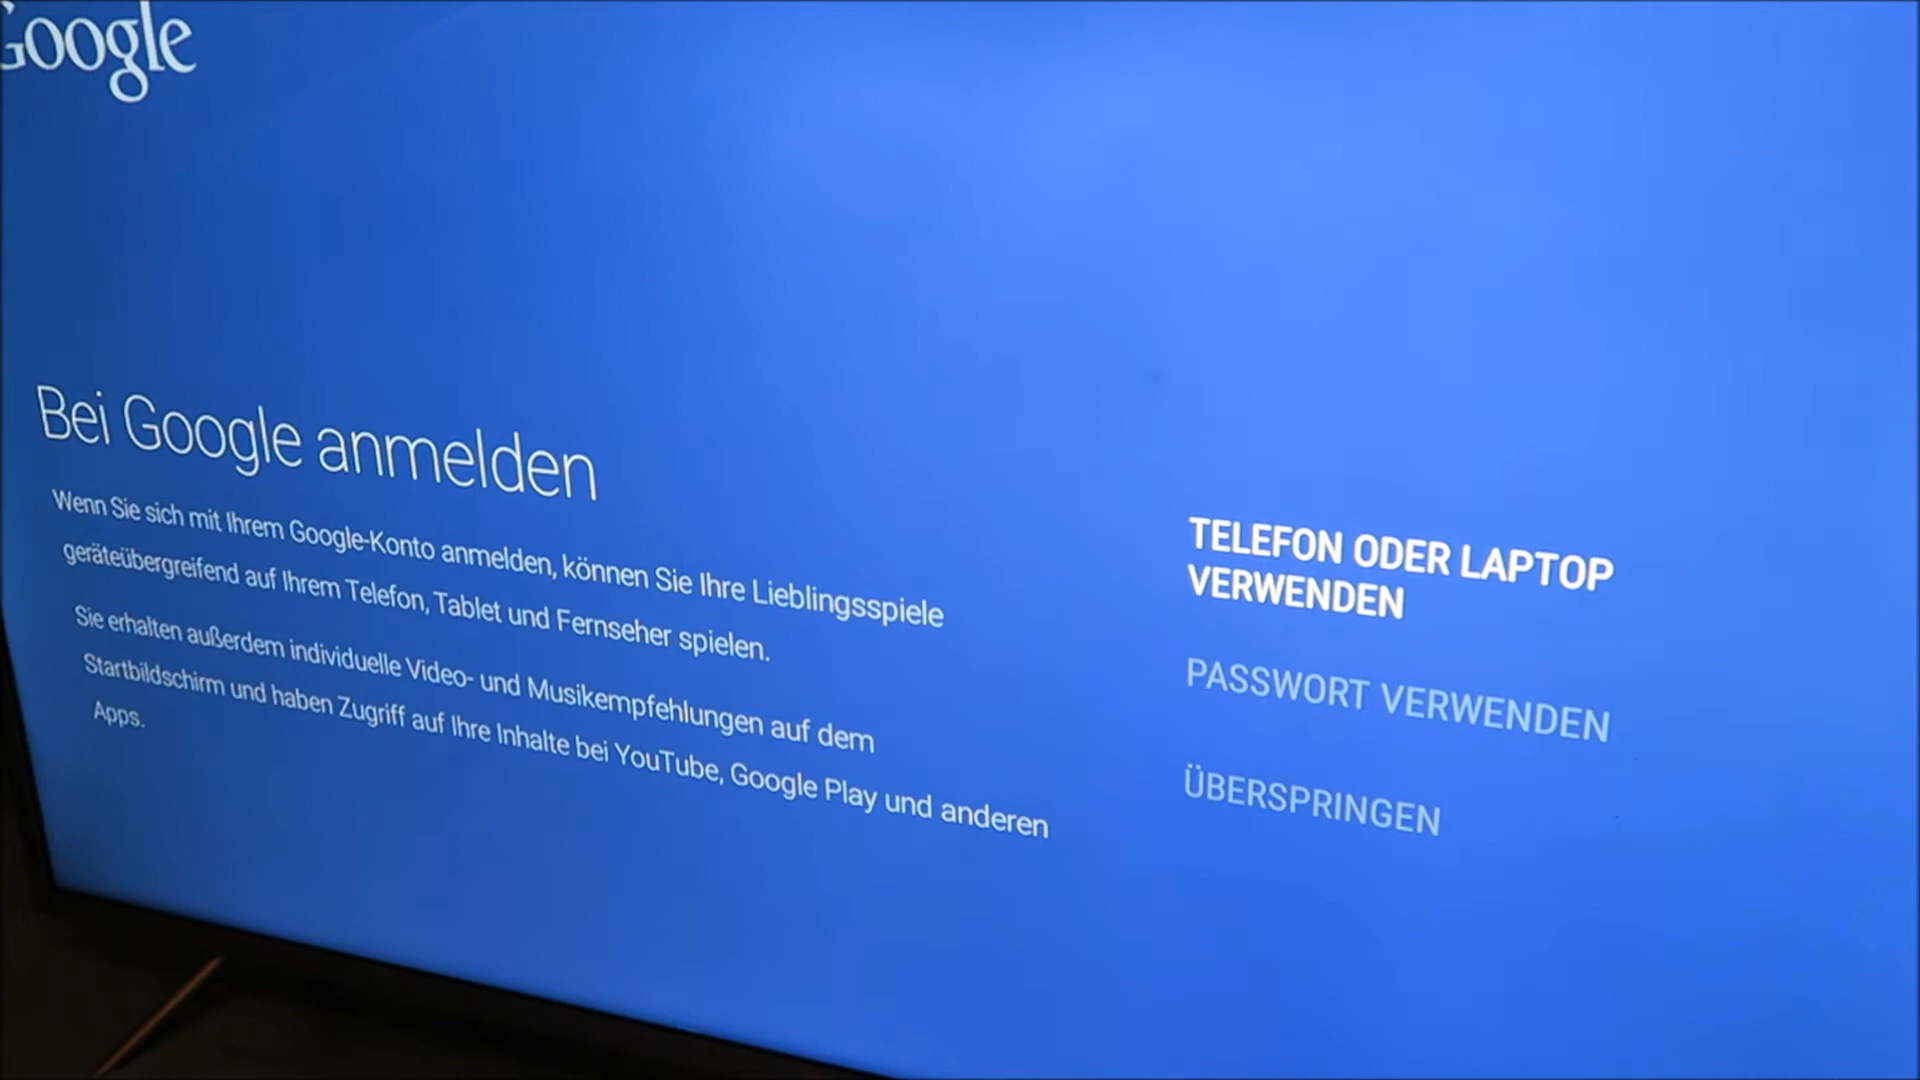 Google
Bei Google anmelden
Wenn Sie sich mit Ihrem Google-Konto anmelden, können Sie Ihre Lieblingsspiele
geräteübergreifend auf Ihrem Telefon, Tablet und Fernseher spielen.
Sie erhalten außerdem individuelle Video- und Musikempfehlungen auf dem
Startbildschirm und haben Zugriff auf Ihre Inhalte bei YouTube, Google Play und anderen
Apps.
TELEFON ODER LAPTOP
VERWENDEN
PASSWORT VERWENDEN
ÜBERSPRINGEN